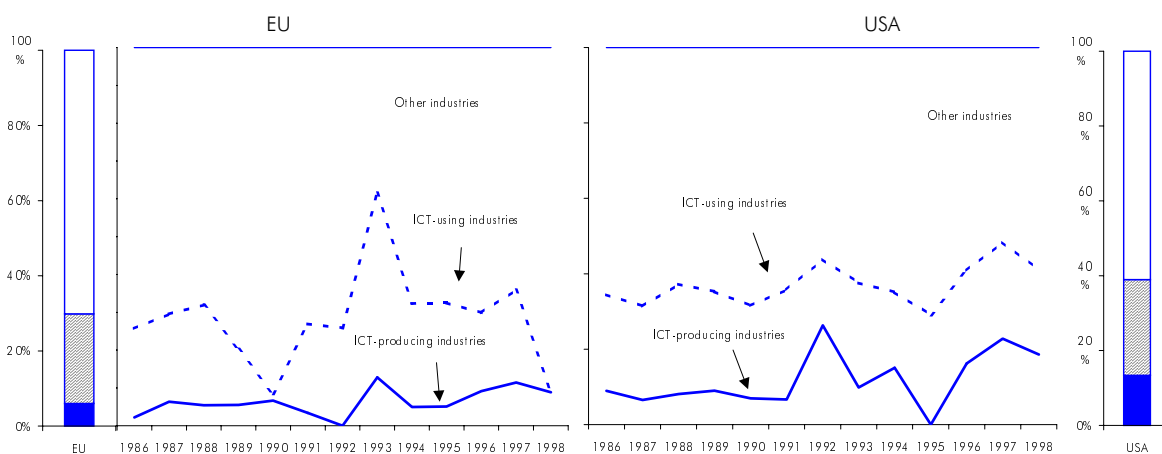 EU
USA
100
%
80%
60%
40%
20%
0%
EU
Other industries
ICT-using industries
ICT-producing industries
1986 1987 1988 1989 1990 1991 1992 1993 1994 1995 1996 1997 1998
Other industries
ICT-using industries
ICT-producing industries
1986 1987 1988 1989 1990 1991 1992 1993 1994 1995 1996 1997 1998
100
%
80
%
60
%
40
%
20
%
0%
USA